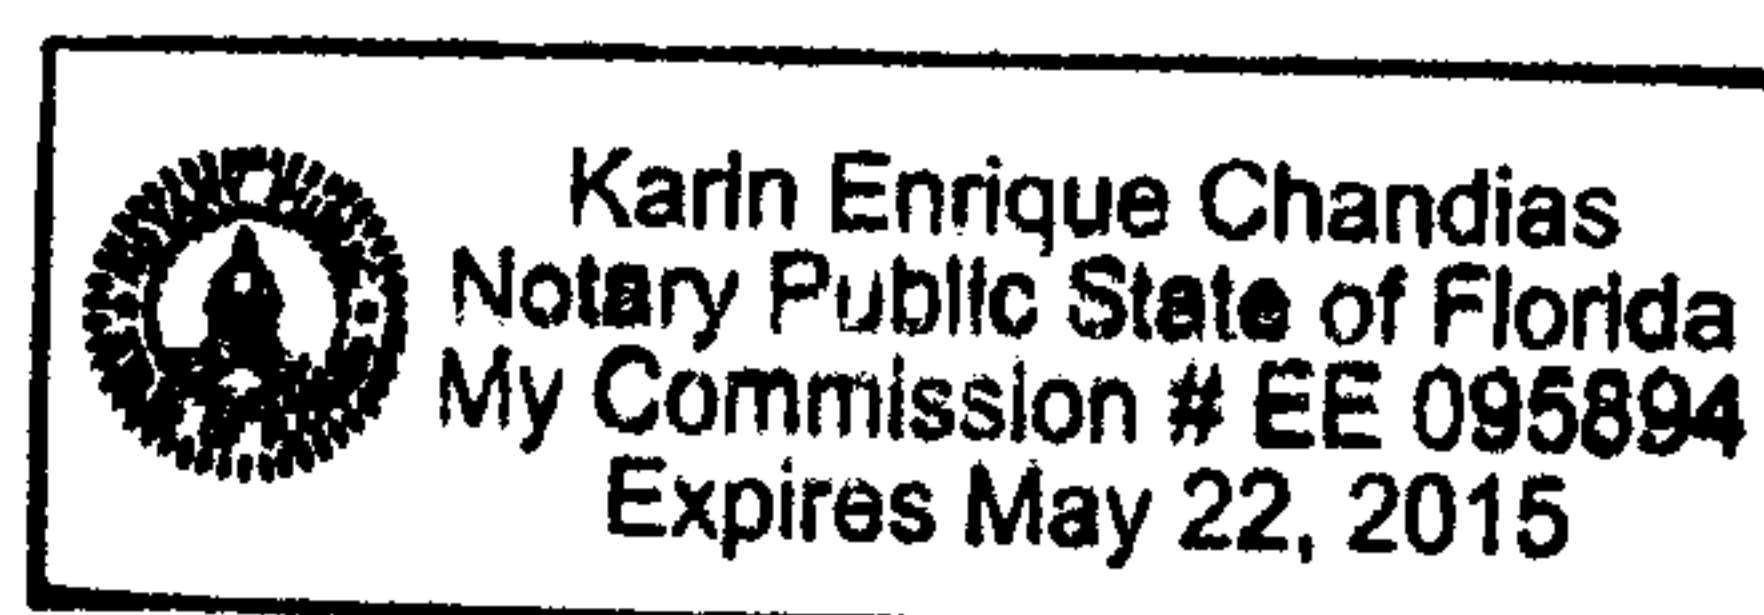 Karin Enrique Chandias
Notary Public State of Florida
My Commission # EE 095894
Expires May 22, 2015